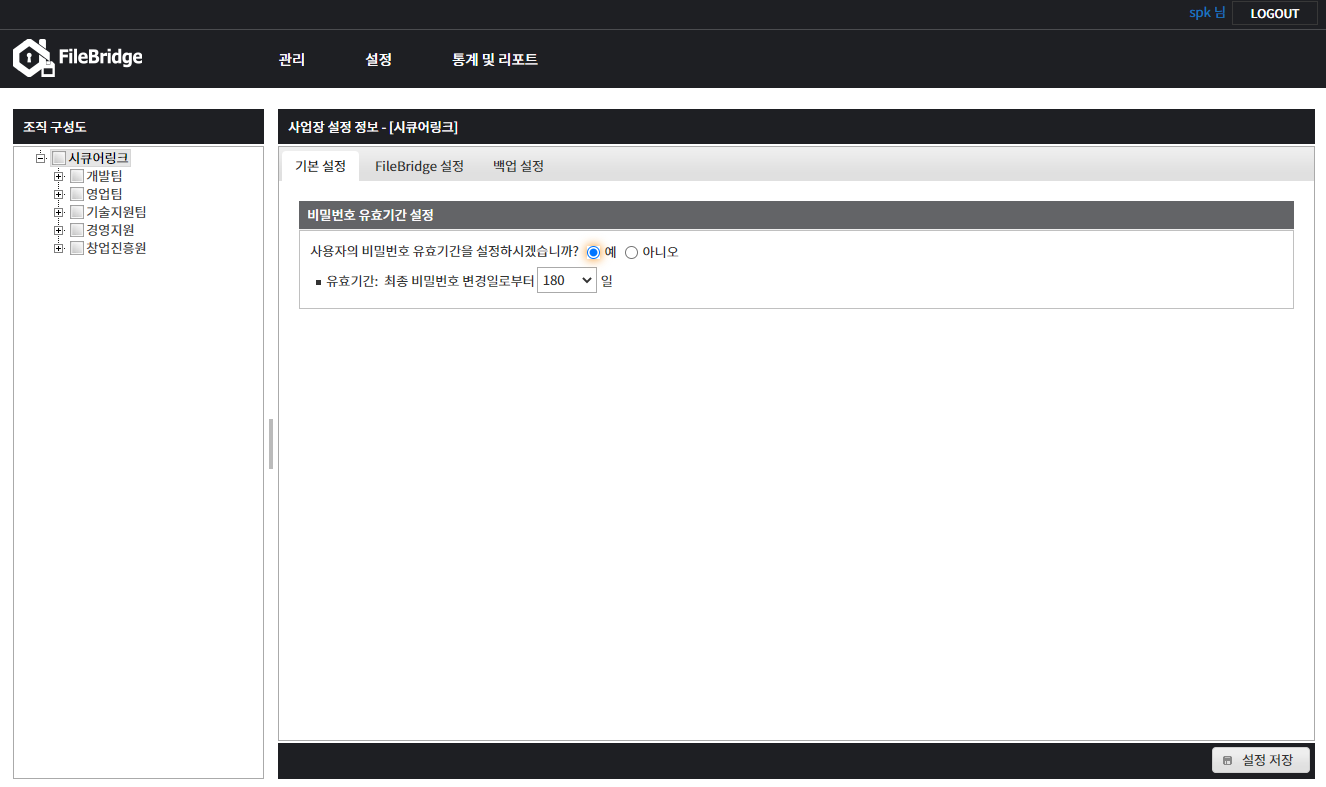 spk 님 LOGOUT
FileBridge 관리 설정 통계 및 리포트
조직 구성도
시큐어링크
개발팀
영업팀
기술지원팀
경영지원
창업진흥원
사업장 설정 정보 - [시큐어링크]
기본 설정 FileBridge 설정 백업 설정
비밀번호 유효기간 설정
사용자의 비밀번호 유효기간을 설정하시겠습니까? 예 아니오
유효기간: 최종 비밀번호 변경일로부터 180 일
설정 저장